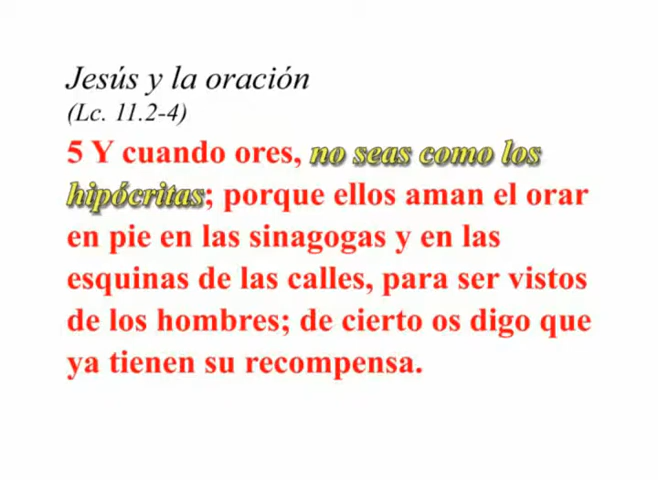 Jesús y la oración
(Lc. 11.2-4)
5 Y cuando ores, no seas como los
hipócritas; porque ellos aman el orar
en pie en las sinagogas y en las
esquinas de las calles, para ser vistos
de los hombres; de cierto os digo que
ya tienen su recompensa.